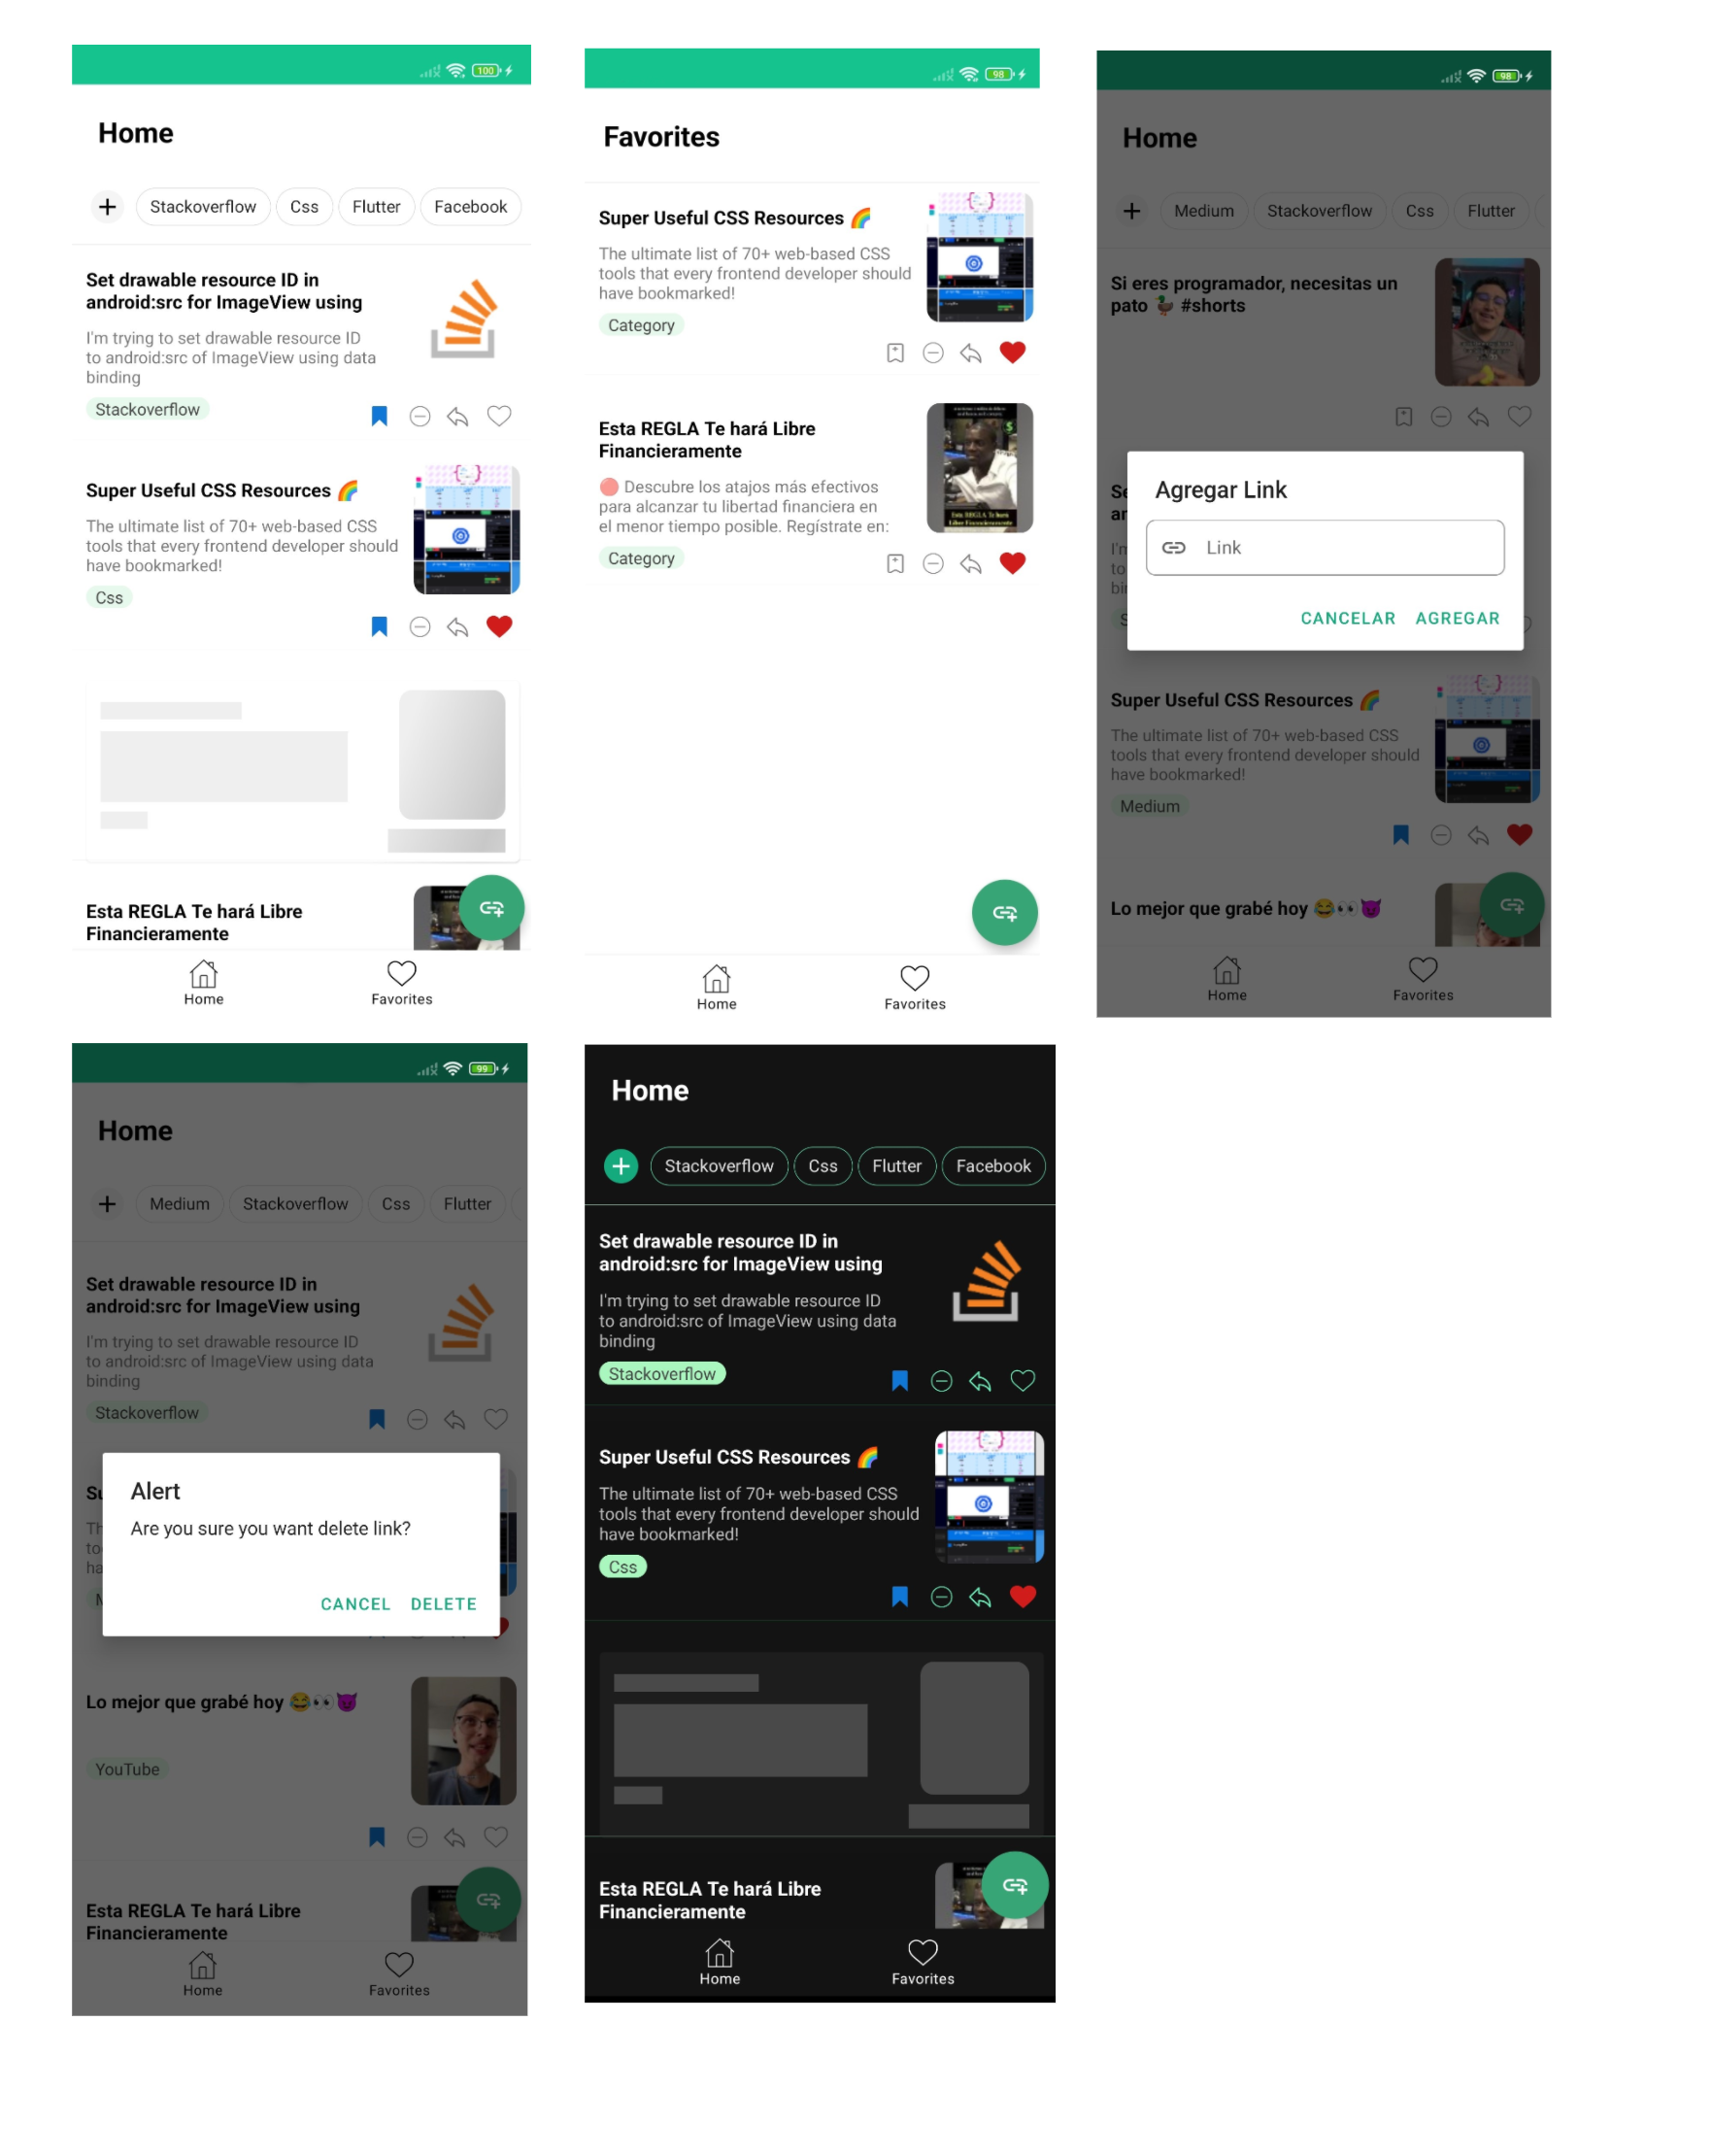 100
Home
Stackoverflow Css Flutter Facebook
Set drawable resource ID in
android:src for ImageView using
I'm trying to set drawable resource ID
to android:src of ImageView using data
binding
Stackoverflow
Super Useful CSS Resources 🌈
The ultimate list of 70+ web-based CSS
tools that every frontend developer should
have bookmarked!
Css
Esta REGLA Te hará Libre
Financieramente
Home Favorites
98
Favorites
Super Useful CSS Resources 🌈
The ultimate list of 70+ web-based CSS
tools that every frontend developer should
have bookmarked!
Category
Esta REGLA Te hará Libre
Financieramente
🔴 Descubre los atajos más efectivos
para alcanzar tu libertad financiera en
el menor tiempo posible. Regístrate en:
Category
Esta REGLA Te hará
Libre Financieramente
Home Favorites
98
Home
Medium Stackoverflow Css Flutter
Si eres programador, necesitas un
pato 🦆 #shorts
Agregar Link
Link
CANCELAR AGREGAR
Super Useful CSS Resources 🌈
The ultimate list of 70+ web-based CSS
tools that every frontend developer should
have bookmarked!
Medium
Lo mejor que grabé hoy 😂👀😈
Home Favorites
99
Home
Medium Stackoverflow Css Flutter
Set drawable resource ID in
android:src for ImageView using
I'm trying to set drawable resource ID
to android:src of ImageView using data
binding
Stackoverflow
Alert
Are you sure you want delete link?
CANCEL DELETE
Lo mejor que grabé hoy 😂👀😈
YouTube
Esta REGLA Te hará Libre
Financieramente
Home Favorites
Home
Stackoverflow Css Flutter Facebook
Set drawable resource ID in
android:src for ImageView using
I'm trying to set drawable resource ID
to android:src of ImageView using data
binding
Stackoverflow
Super Useful CSS Resources 🌈
The ultimate list of 70+ web-based CSS
tools that every frontend developer should
have bookmarked!
Css
Esta REGLA Te hará Libre
Financieramente
Home Favorites